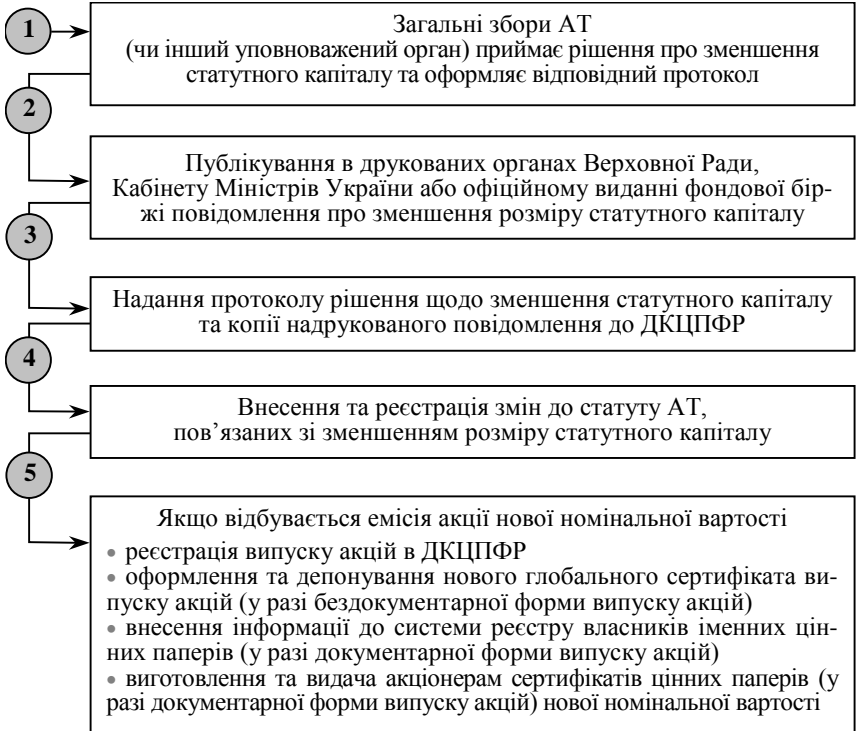 1
Загальні збори АТ
(чи інший уповноважений орган) приймає рішення про зменшення
статутного капіталу та оформляє відповідний протокол
2
Публікування в друкованих органах Верховної Ради,
Кабінету Міністрів України або офіційному виданні фондової бір-
жі повідомлення про зменшення розміру статутного капіталу
3
Надання протоколу рішення щодо зменшення статутного капіталу
та копії надрукованого повідомлення до ДКЦПФР
4
Внесення та реєстрація змін до статуту АТ,
пов’язаних зі зменшенням розміру статутного капіталу
5
Якщо відбувається емісія акції нової номінальної вартості
• реєстрація випуску акцій в ДКЦПФР
• оформлення та депонування нового глобального сертифіката ви-
пуску акцій (у разі бездокументарної форми випуску акцій)
• внесення інформації до системи реєстру власників іменних цін-
них паперів (у разі документарної форми випуску акцій)
• виготовлення та видача акціонерам сертифікатів цінних паперів (у
разі документарної форми випуску акцій) нової номінальної вартості